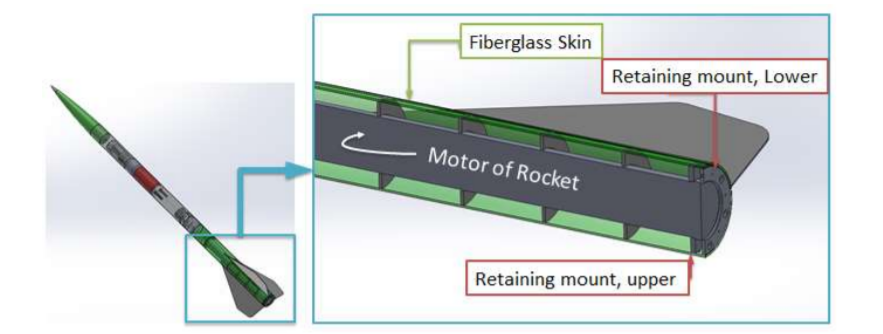 Fiberglass Skin
Retaining mount, Lower
Motor of Rocket
Retaining mount, upper